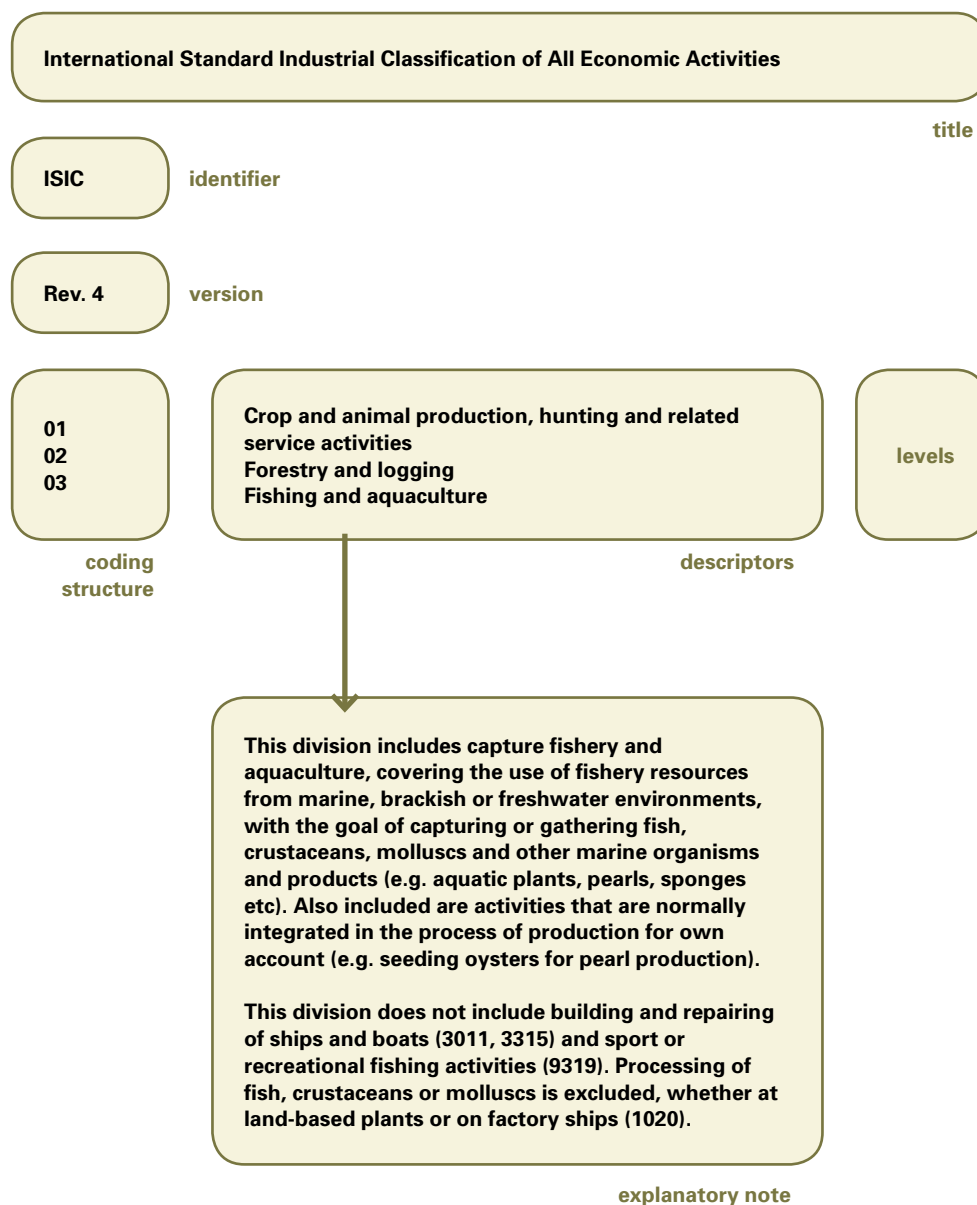 International Standard Industrial Classification of All Economic Activities
title
ISIC
identifier
Rev. 4
version
01
02
03
coding
structure
Crop and animal production, hunting and related
service activities
Forestry and logging
Fishing and aquaculture
descriptors
levels
This division includes capture fishery and
aquaculture, covering the use of fishery resources
from marine, brackish or freshwater environments,
with the goal of capturing or gathering fish,
crustaceans, molluscs and other marine organisms
and products (e.g. aquatic plants, pearls, sponges
etc). Also included are activities that are normally
integrated in the process of production for own
account (e.g. seeding oysters for pearl production).
This division does not include building and repairing
of ships and boats (3011, 3315) and sport or
recreational fishing activities (9319). Processing of
fish, crustaceans or molluscs is excluded, whether at
land-based plants or on factory ships (1020).
explanatory note